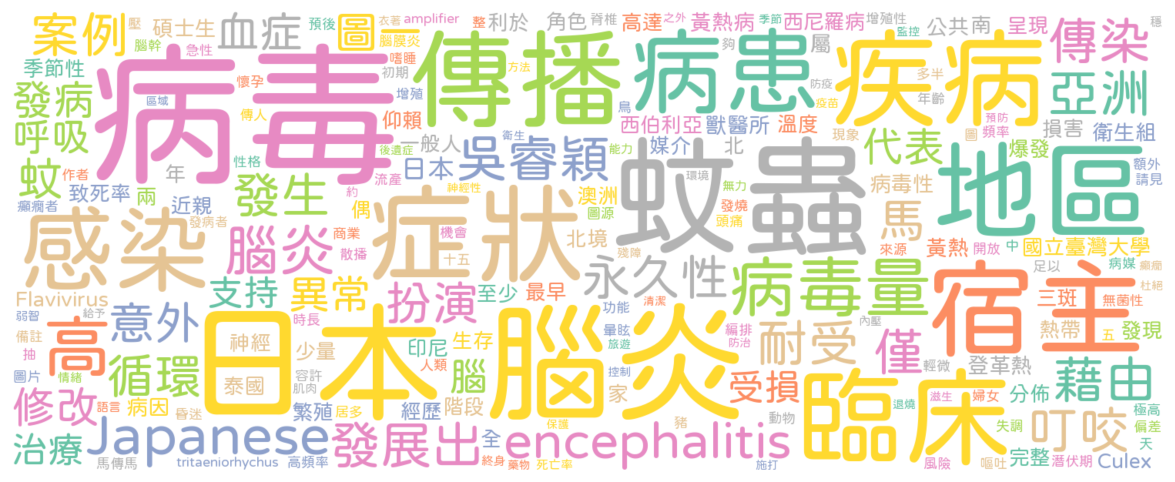 案例
壓
碩士生
血症
預後
圖一
衣著
amplifier
整
利於
角色
脊椎
高達
之外
黃熱病
季節
西尼羅病
增殖性
監控
公共南
呈現
傳染
穩
腦幹
急性
腦膜炎
嗜睡
初期
病毒
傳播
夠
病患
屬
疾病
多半
年齡
亞洲
季節性
發病
懷孕
增殖
區域
傳人
仰賴
方法
鳥
防疫
疫苗
現象
圖
預防
頻率
損害
衛生組
呼吸
西伯利亞
獸醫所
溫度
後遺症
一般人
衛生
能力
媒介
北
代表
爆發
額外
請見
蚊
作者
年
性格
流產
日本
吳睿穎
地區
致死率
兩
發生
豹
神經性
澳洲
蚊蟲
環境
無力
發燒
頭痛
病毒性
癲癇者
發病者
近親
偶
圖源
馬
感染
腦炎
商業
散播
機會
十五
症狀
北境
殘障
來源
黃熱
開放
中
國立臺灣大學
永久性
病毒量
足以
病媒
癲癇
Flavivirus
支持
異常
扮演
至少
最早
清潔
宿主
三斑
無菌性
杜絕
弱智
給予
意外
高
時長
日本腦炎
功能
暈眩
旅遊
編排
防治
內壓
僅
熱帶
五
發現
備註
抽
神經
少量
印尼
生存
耐受
登革熱
圖片
情緒
循環
泰國
容許
肌肉
人類
腦
控制
家
受損
輕微
滋生
婦女
分佈
藉由
修改
語言
病因
昏迷
繁殖
居多
經歷
階段
保護
豬
動物
臨床
退燒
失調
叮咬
極高
偏差
天
治療
Japanese
發展出
全
encephalitis
馬傳馬
tritaeniorhychus
高頻率
終身
藥物
死亡率
施打
風險
嘔吐
完整
潛伏期
Culex